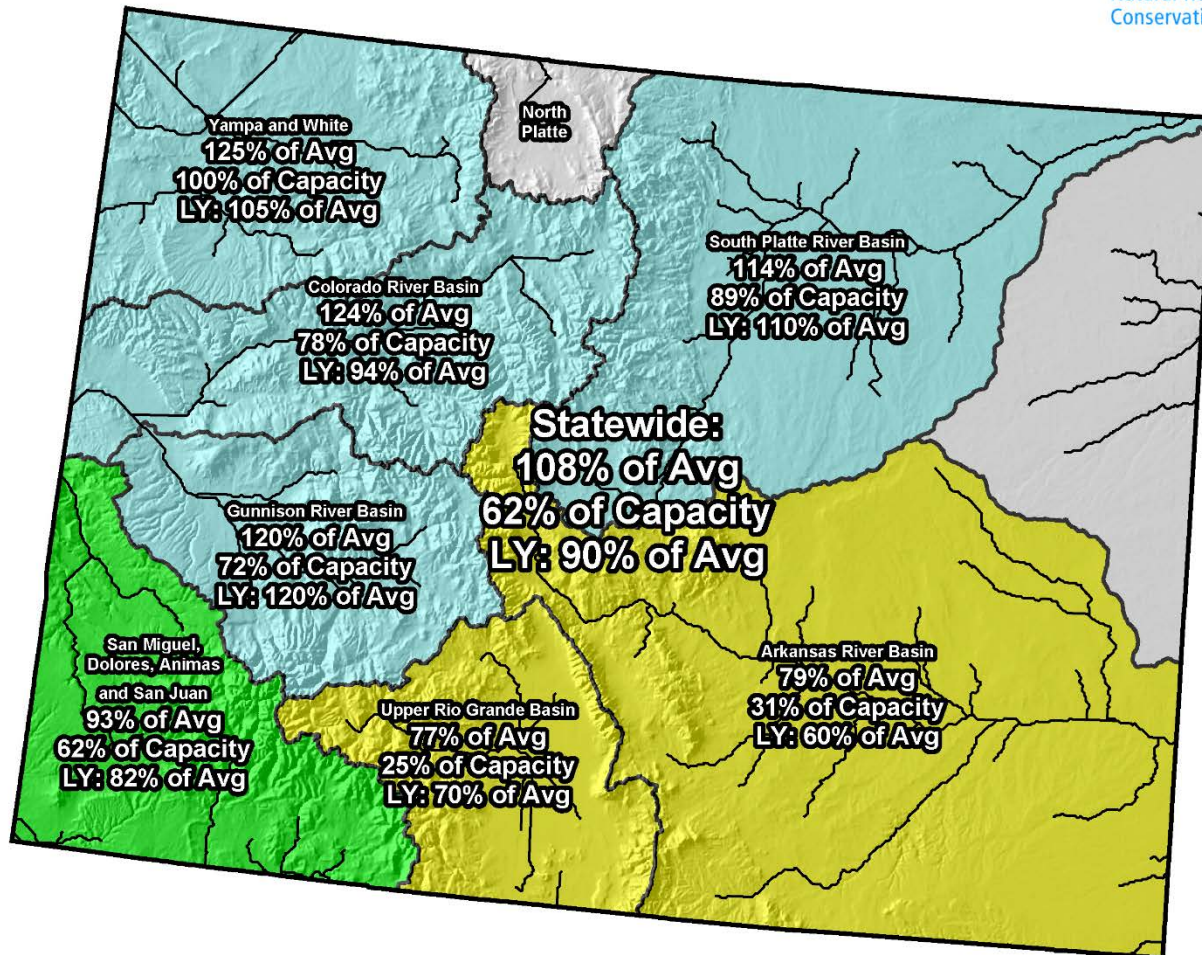 Conservati
North
Platte
Yampa and White
125% of Avg
100% of Capacity
LY: 105% of Avg
South Platte River Basin
114% of Avg
89% of Capacity
LY: 110% of Avg
Colorado River Basin
124% of Avg
78% of Capacity
LY: 94% of Avg
Statewide:
108% of Avg
62% of Capacity
LY: 90% of Avg
Gunnison River Basin
120% of Avg
72% of Capacity
LY: 120% of Avg
San Miguel,
Dolores, Animas
and San Juan
93% of Avg
62% of Capacity
LY: 82% of Avg
Upper Rio Grande Basin
77% of Avg
25% of Capacity
LY: 70% of Avg
Arkansas River Basin
79% of Avg
31% of Capacity
LY: 60% of Avg